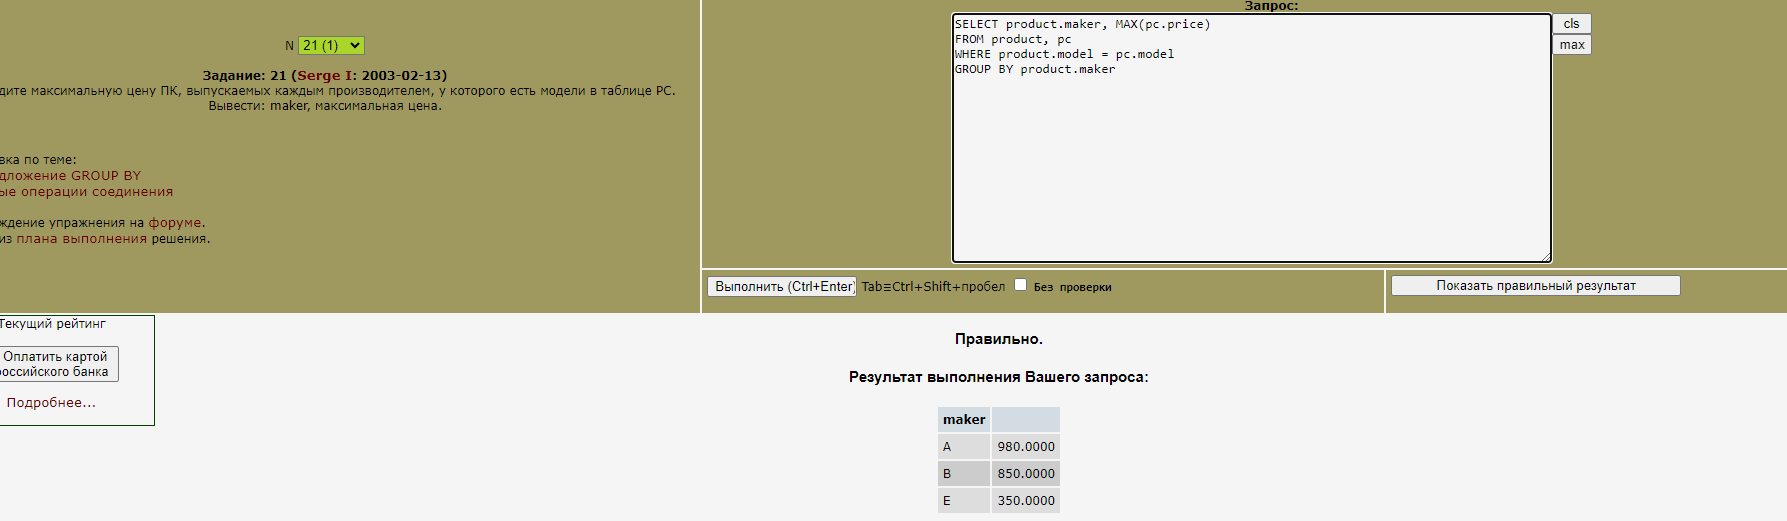 N 21 (1)
Задание: 21 (Serge I: 2003-02-13)
дите максимальную цену ПК, выпускаемых каждым производителем, у которого есть модели в таблице PC.
Вывести: maker, максимальная цена.
вка по теме:
дложение GROUP BY
ые операции соединения
ждение упражнения на форуме.
из плана выполнения решения.
Запрос:
SELECT product.maker, MAX(pc.price)
FROM product, pc
WHERE product.model = pc.model
GROUP BY product.maker
cls
max
Выполнить (Ctrl+Enter) Tab≡Ctrl+Shift+пробел Без проверки
Показать правильный результат
Текущий рейтинг
Оплатить картой
российского банка
Подробнее...
Правильно.
Результат выполнения Вашего запроса:
maker
A 980.0000
B 850.0000
E 350.0000